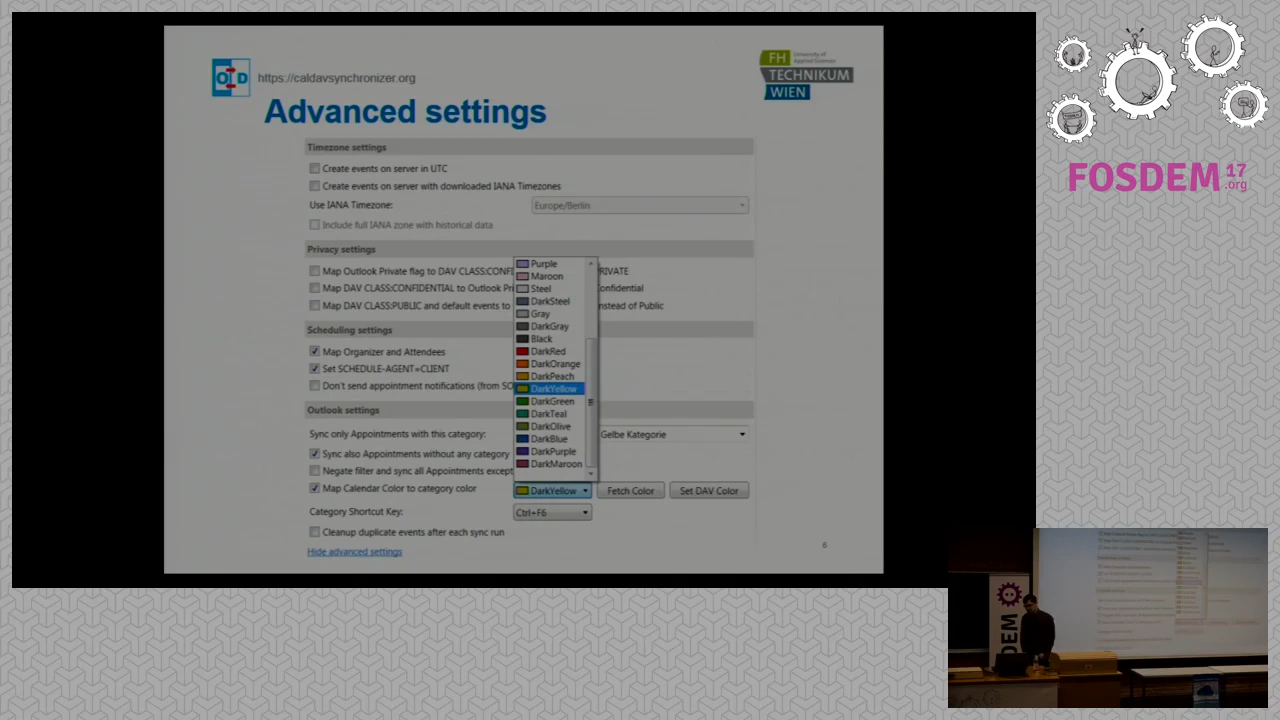 https://caldavsynchronizer.org
FH University of Applied Sciences
TECHNIKUM
WIEN
Advanced settings
Timezone settings
Create events on server in UTC
Create events on server with downloaded IANA Timezones
Use IANA Timezone: Europe/Berlin
Include full IANA zone with historical data
Privacy settings
Map Outlook Private flag to DAV CLASS:CONFI RIVATE
Map DAV CLASS:CONFIDENTIAL to Outlook Pri onfidential
Map DAV CLASS:PUBLIC and default events to nstead of Public
Scheduling settings
Map Organizer and Attendees
Set SCHEDULE-AGENT=CLIENT
Don't send appointment notifications (from SO
Outlook settings
Sync only Appointments with this category: Gelbe Kategorie
Sync also Appointments without any category
Negate filter and sync all Appointments except
Map Calendar Color to category color
DarkYellow Fetch Color Set DAV Color
Category Shortcut Key: Ctrl+F6
Cleanup duplicate events after each sync run
Hide advanced settings
Purple
Maroon
Steel
DarkSteel
Gray
DarkGray
Black
DarkRed
DarkOrange
DarkPeach
DarkYellow
DarkGreen
DarkTeal
DarkOlive
DarkBlue
DarkPurple
DarkMaroon
6
FOSDEM 17
.org
DEM